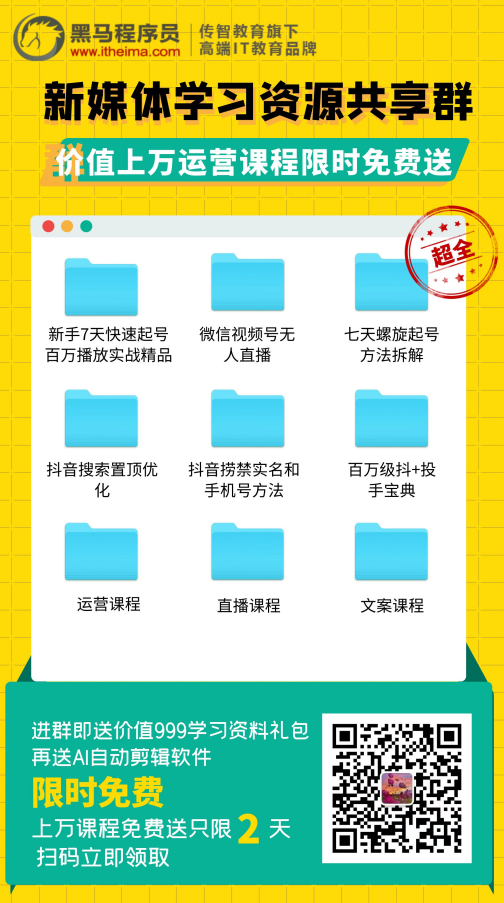 黑马程序员
www.itheima.com
传智教育旗下
高端IT教育品牌
新媒体学习资源共享群
群
价值上万运营课程限时免费送
超全
新手7天快速起号
百万播放实战精品
微信视频号无
人直播
七天螺旋起号
方法拆解
抖音搜索置顶优
化
抖音捞禁实名和
手机号方法
百万级抖+投
手宝典
运营课程
直播课程
文案课程
进群即送价值999学习资料礼包
再送AI自动剪辑软件
限时免费
上万课程免费送只限2天
扫码立即领取